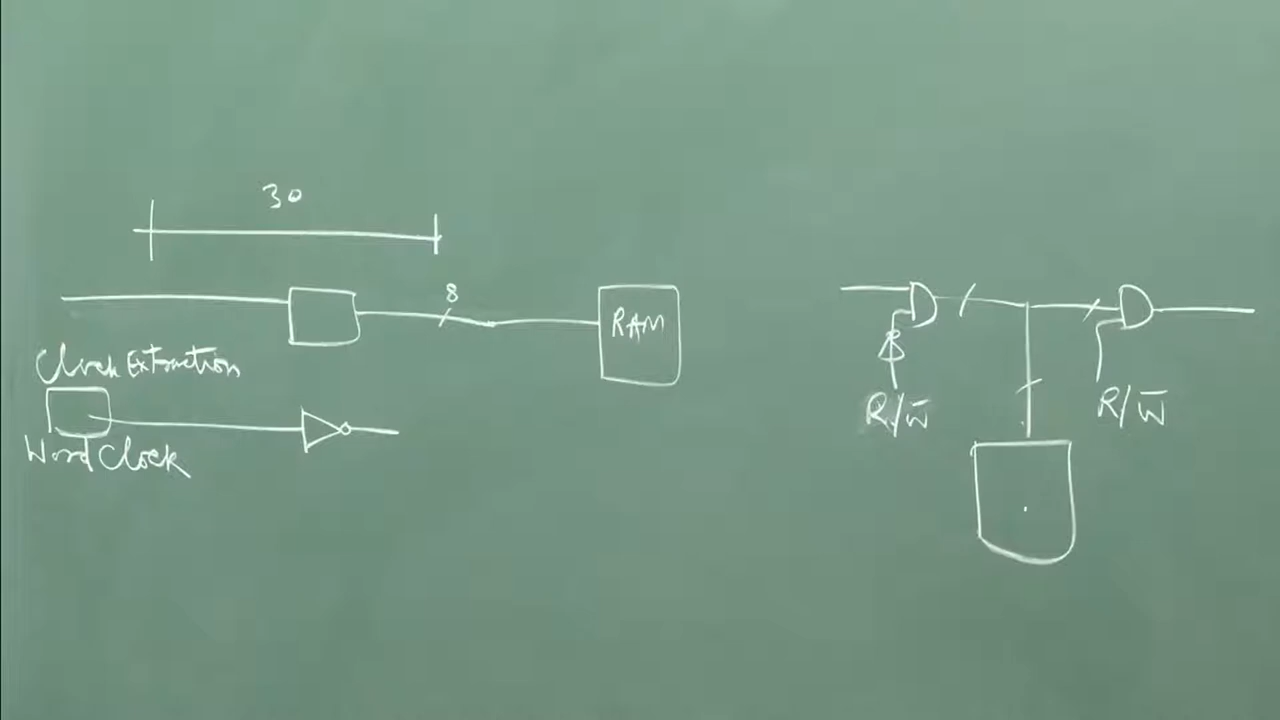 30
8
RAM
Clock Extraction
Word Clock
R/W̅
R/W̅